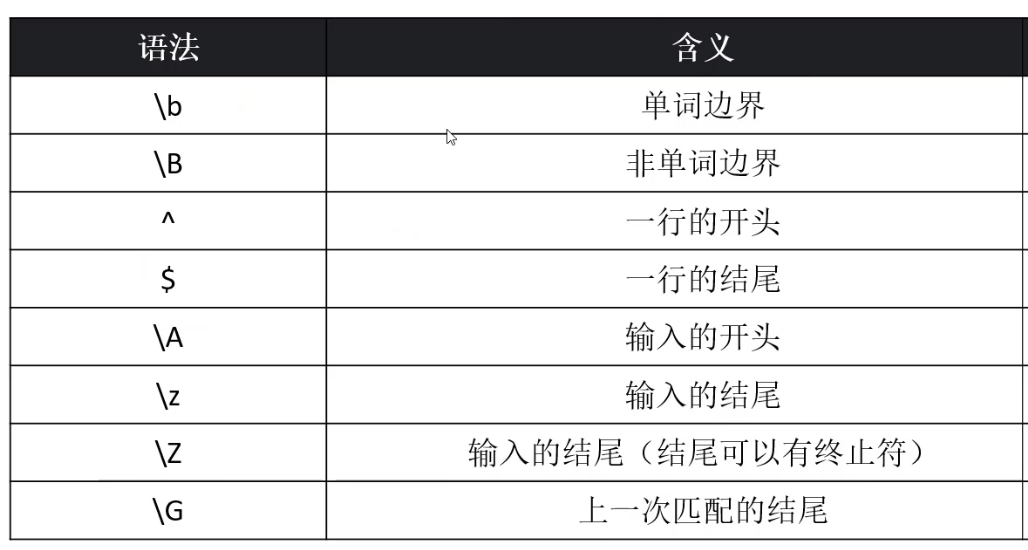 语法 含义
\b 单词边界
\B 非单词边界
^ 一行的开头
$ 一行的结尾
\A 输入的开头
\z 输入的结尾
\Z 输入的结尾（结尾可以有终止符）
\G 上一次匹配的结尾